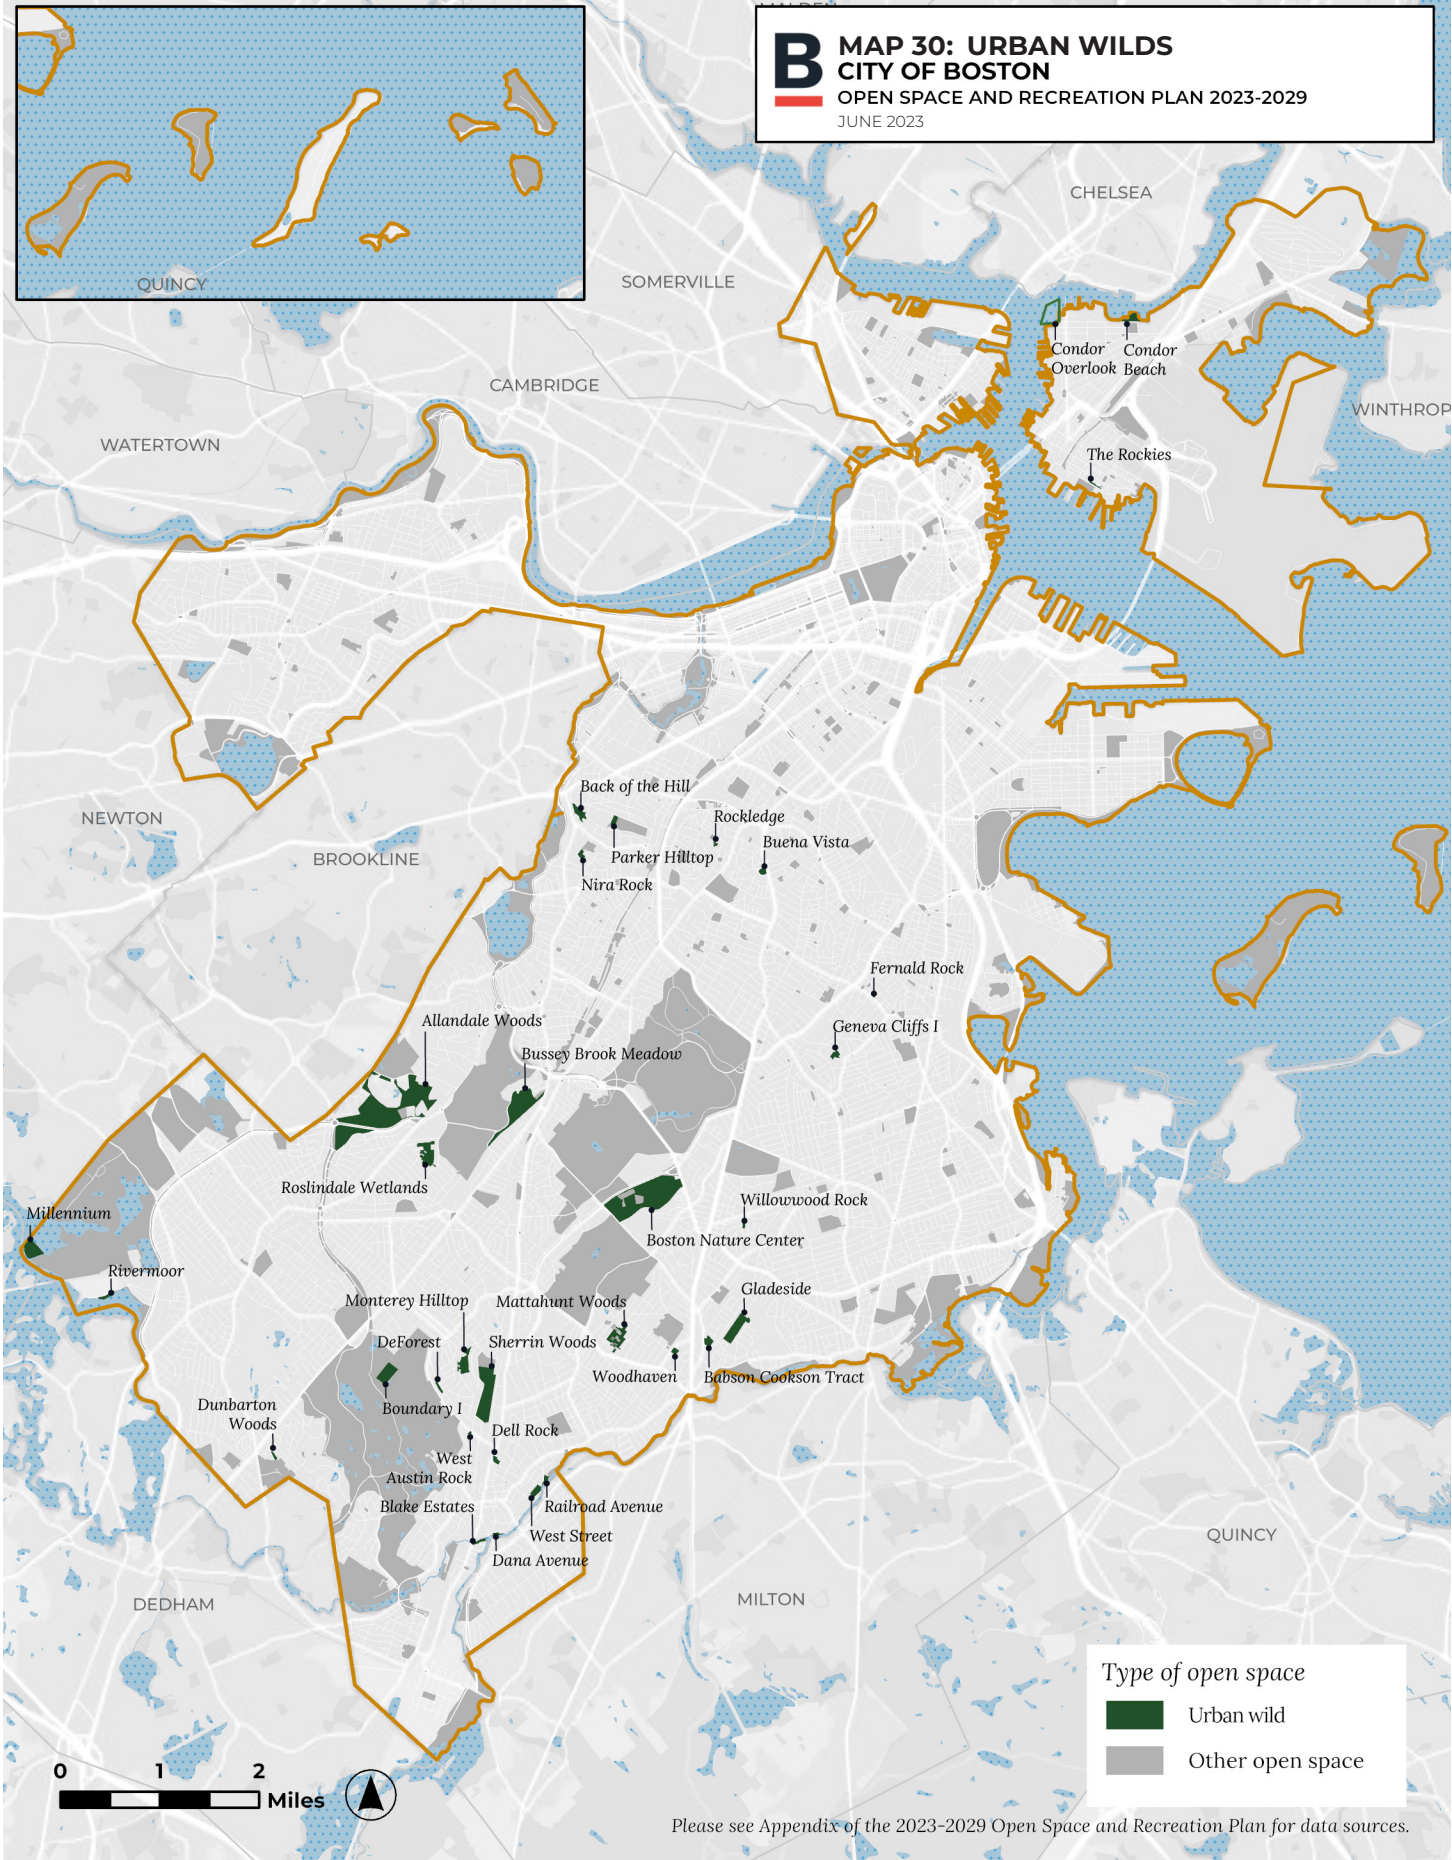 MALDEN
B
MAP 30: URBAN WILDS
CITY OF BOSTON
OPEN SPACE AND RECREATION PLAN 2023-2029
JUNE 2023
QUINCY
CHELSEA
SOMERVILLE
Condor
Overlook
Condor
Beach
CAMBRIDGE
WINTHROP
WATERTOWN
The Rockies
Back of the Hill
Rockledge
NEWTON
Buena Vista
BROOKLINE
Parker Hilltop
Nira Rock
Fernald Rock
Allandale Woods
Geneva Cliffs I
Bussey Brook Meadow
Roslindale Wetlands
Willowwood Rock
Millennium
Boston Nature Center
Rivermoor
Gladeside
Monterey Hilltop
Mattahunt Woods
DeForest
Sherrin Woods
Woodhaven
Babson Cookson Tract
Dunbarton
Woods
Boundary I
Dell Rock
West
Austin Rock
Blake Estates
Railroad Avenue
West Street
Dana Avenue
QUINCY
DEDHAM
MILTON
Type of open space
Urban wild
Other open space
0 1 2
Miles
Please see Appendix of the 2023-2029 Open Space and Recreation Plan for data sources.